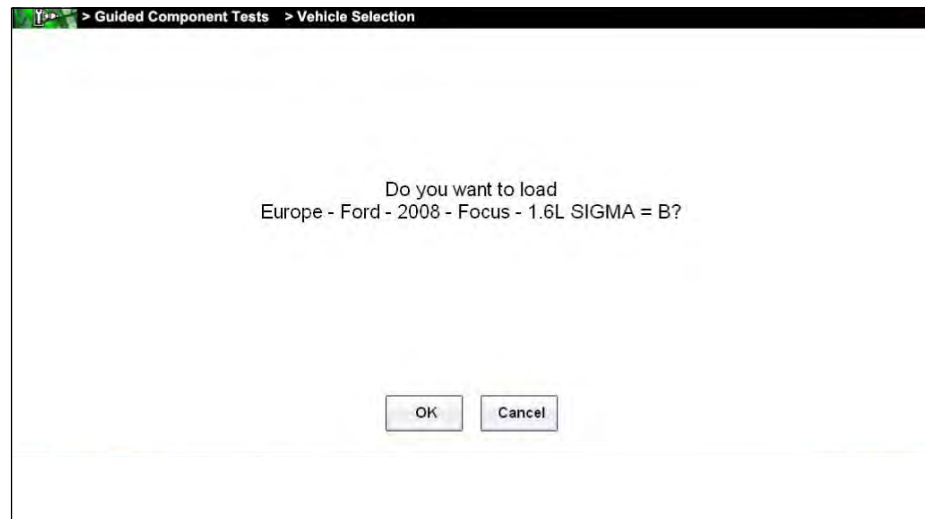 > Guided Component Tests > Vehicle Selection
Do you want to load
Europe - Ford - 2008 - Focus - 1.6L SIGMA = B?
OK Cancel